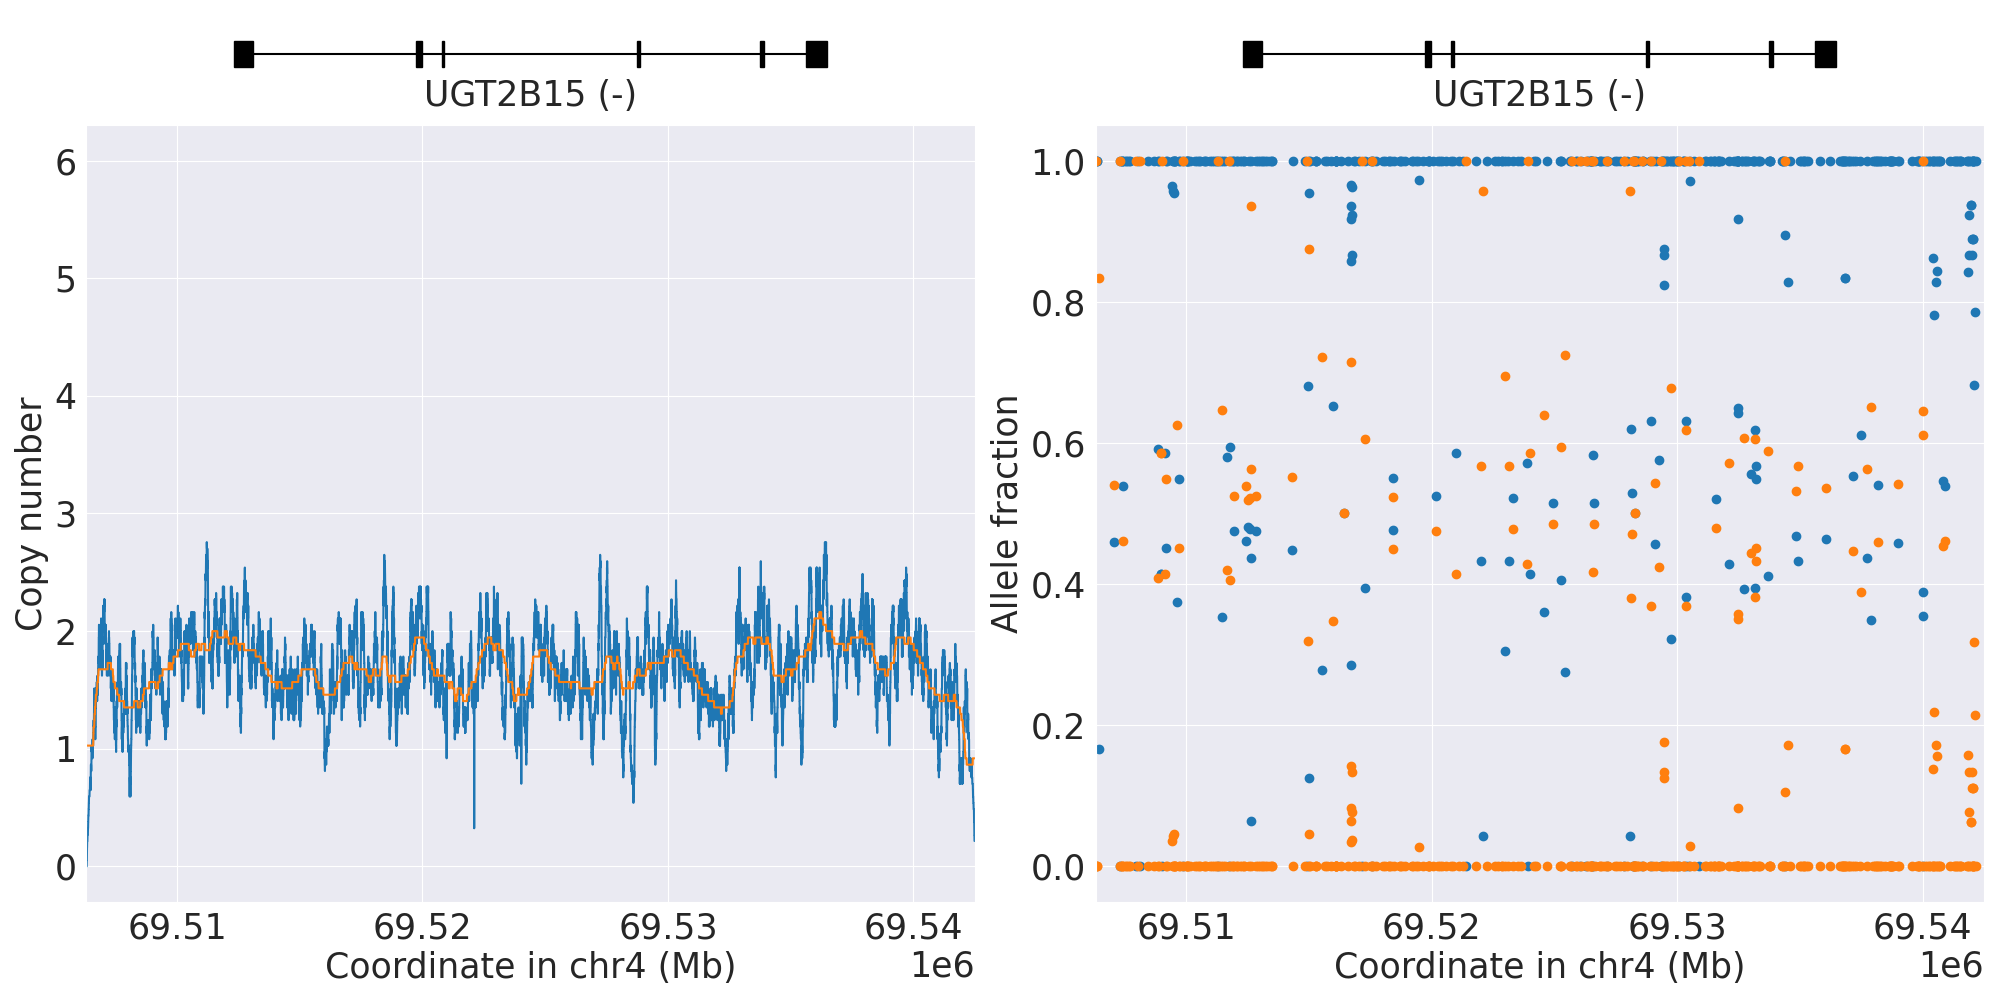 UGT2B15 (-)
6
5
4
3
2
1
0
Copy number
69.51 69.52 69.53 69.54
Coordinate in chr4 (Mb)
1e6
UGT2B15 (-)
1.0
0.8
0.6
0.4
0.2
0.0
Allele fraction
69.51 69.52 69.53 69.54
Coordinate in chr4 (Mb)
1e6